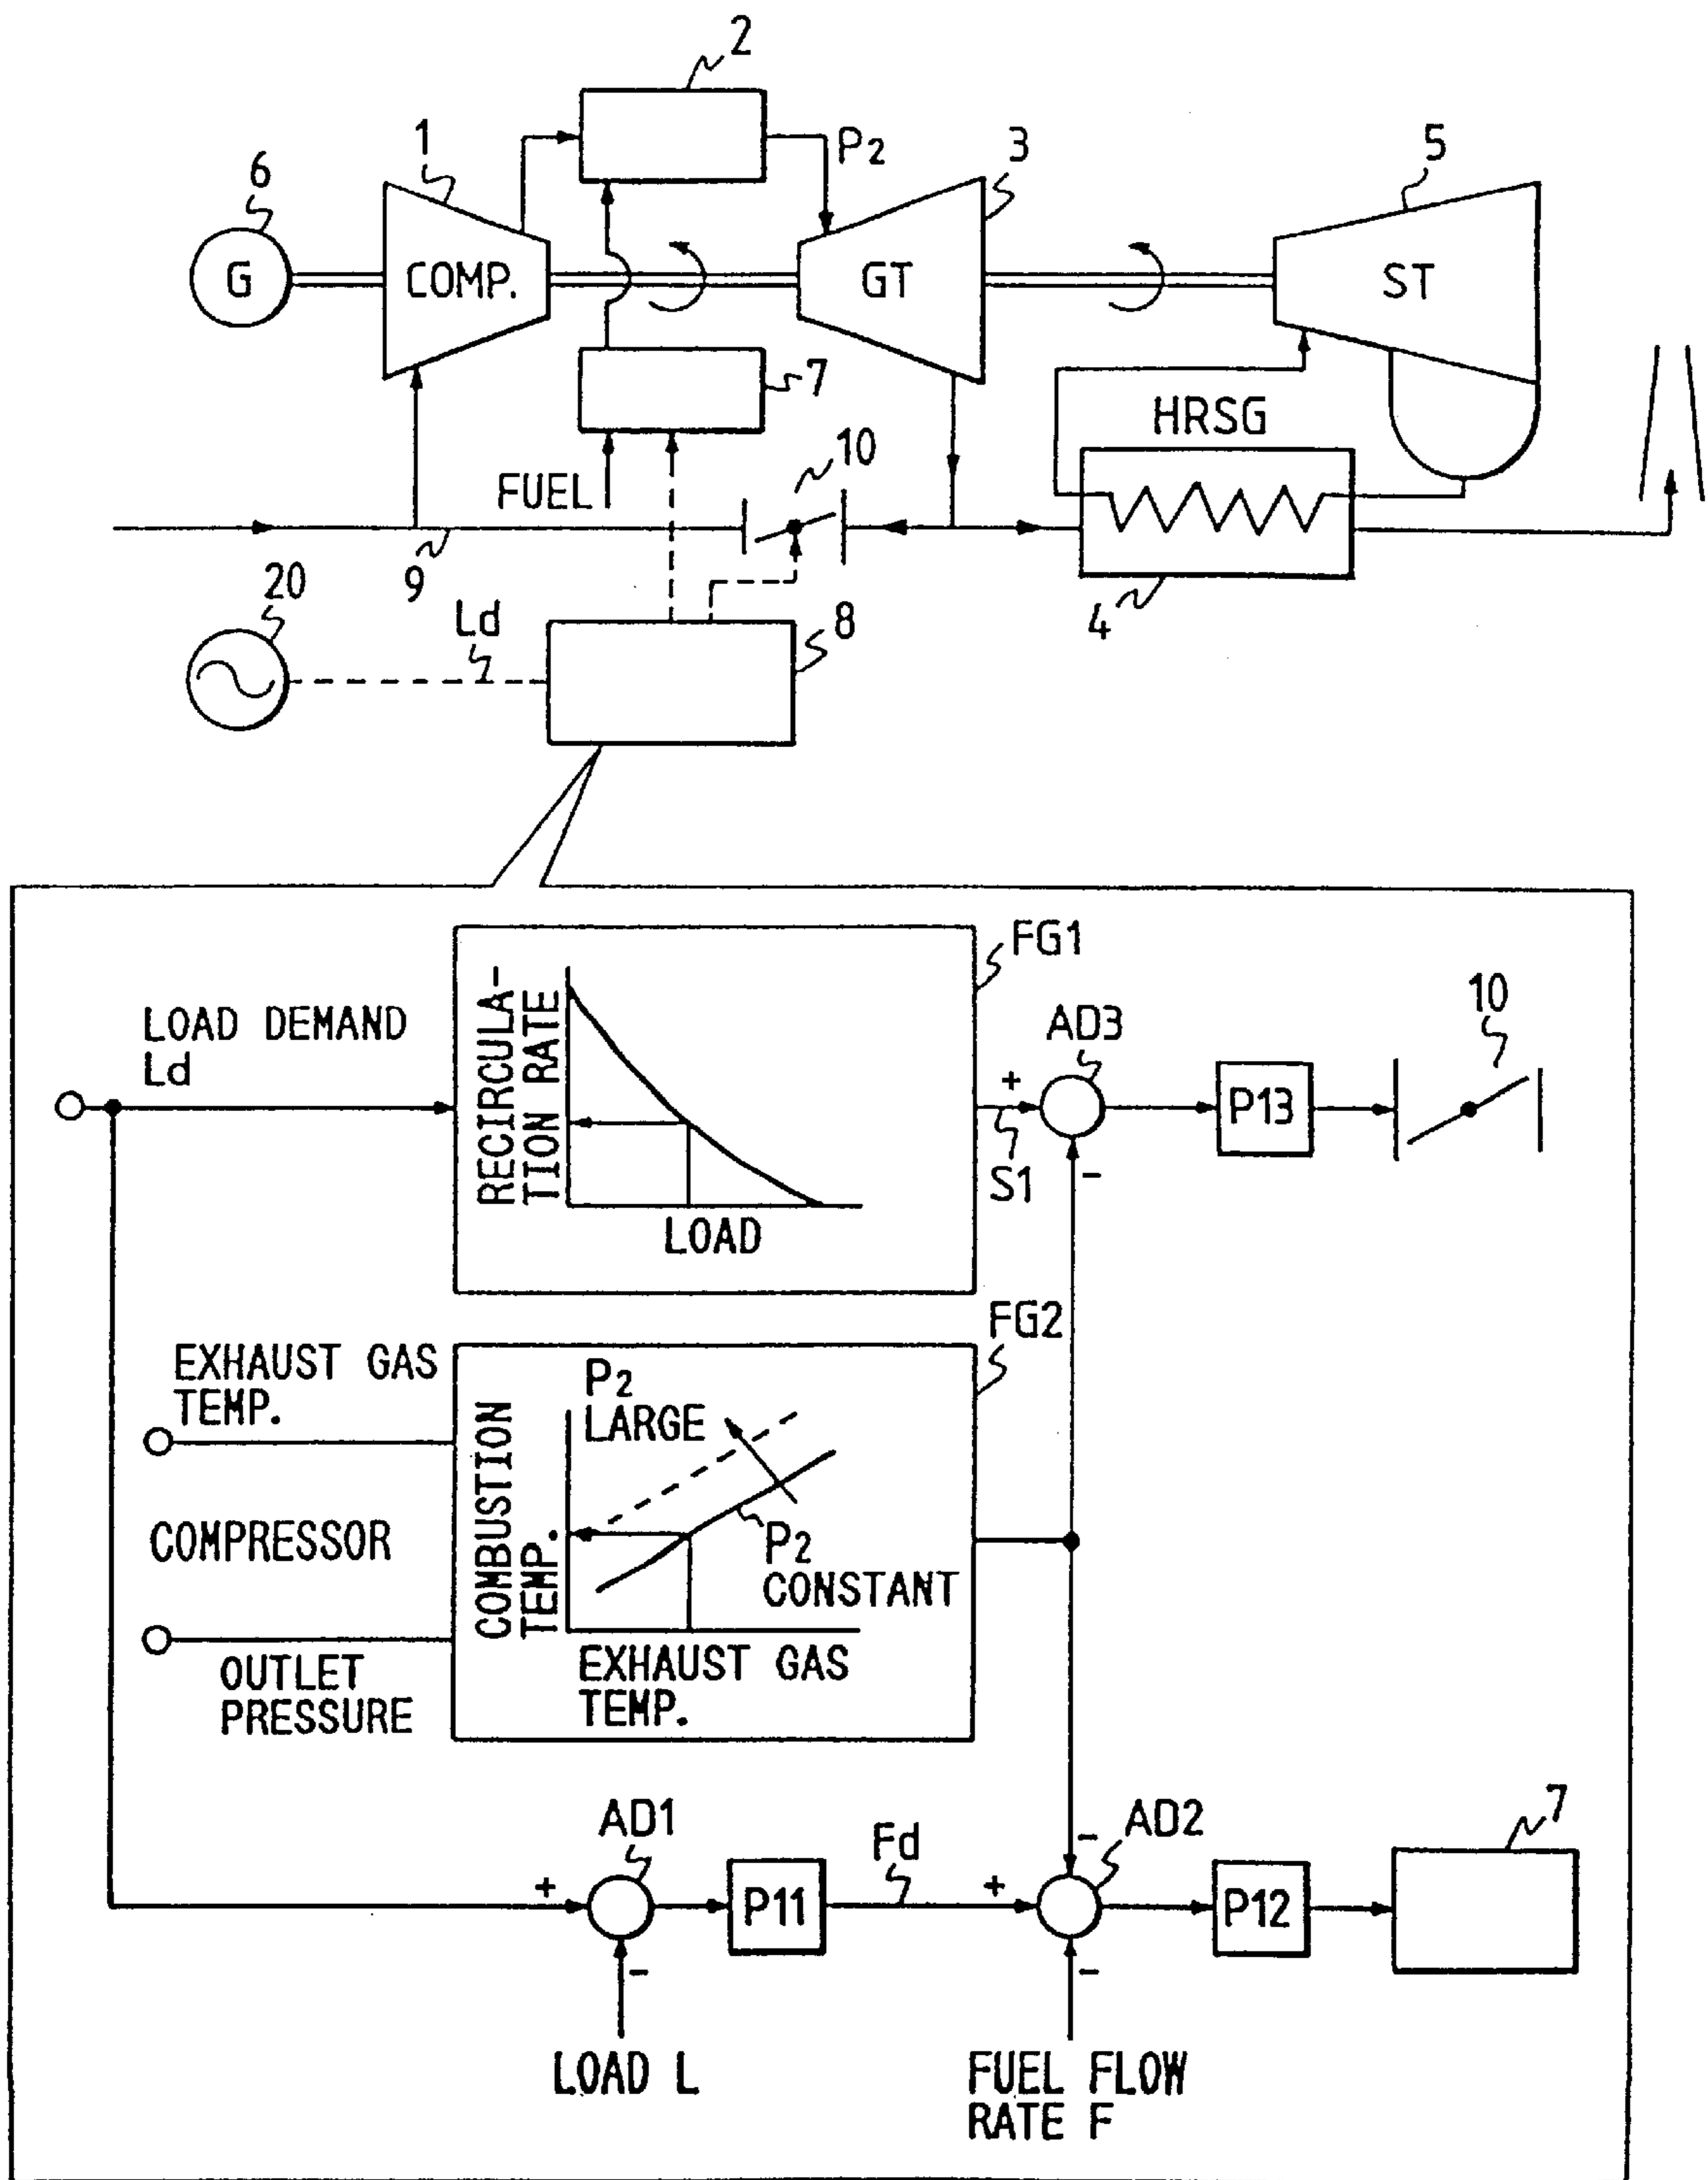 2
1
P2
3
5
6
G
COMP.
GT
ST
7
HRSG
10
FUEL
9
20
Ld
8
4
FG1
RECIRCULA-
TION RATE
LOAD
LOAD DEMAND
Ld
AD3
10
+
P13
S1
-
FG2
EXHAUST GAS
TEMP.
P2
LARGE
COMBUSTION
TEMP.
P2
CONSTANT
COMPRESSOR
EXHAUST GAS
TEMP.
OUTLET
PRESSURE
AD1
Fd
-
AD2
7
+
P11
+
P12
-
-
LOAD L
FUEL FLOW
RATE F